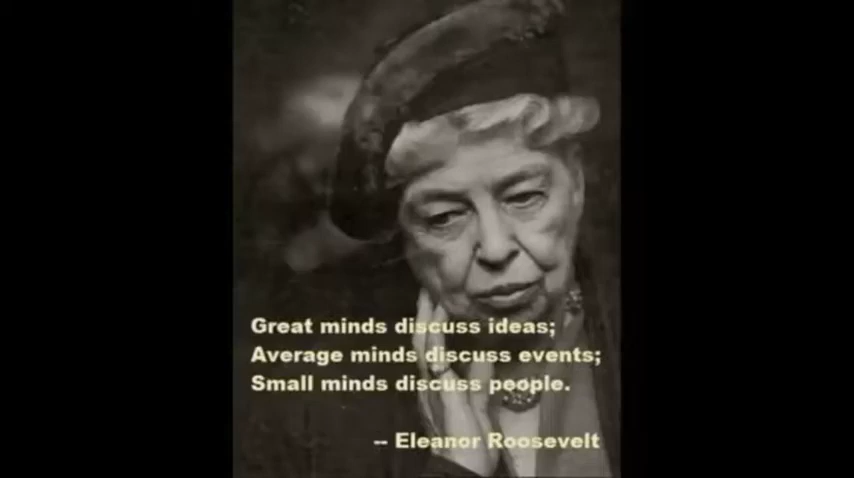 Great minds discuss ideas;
Average minds discuss events;
Small minds discuss people.
-- Eleanor Roosevelt